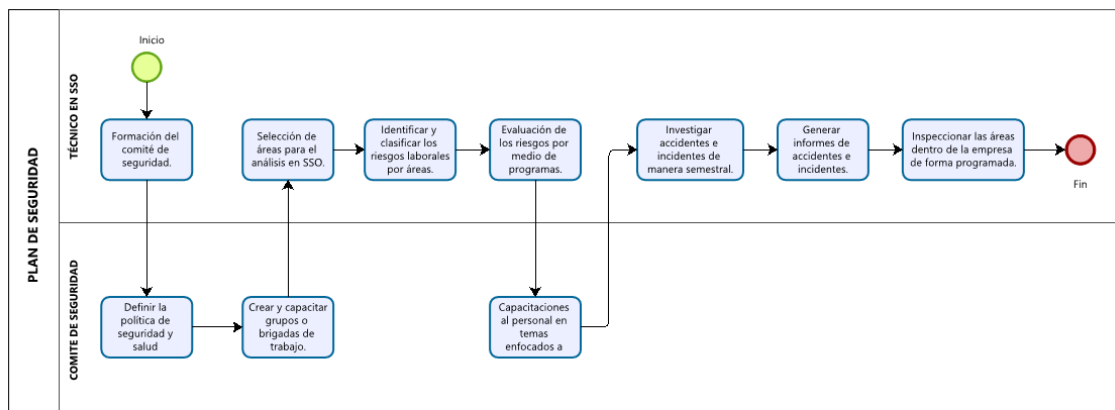 PLAN DE SEGURIDAD
TÉCNICO EN SSO
Inicio
Formación del
comité de
seguridad.
Selección de
áreas para el
análisis en SSO.
Identificar y
clasificar los
riesgos laborales
por áreas.
Evaluación de
los riesgos por
medio de
programas.
Investigar
accidentes e
incidentes de
manera semestral.
Generar
informes de
accidentes e
incidentes.
Inspeccionar las áreas
dentro de la empresa
de forma programada.
Fin
COMITE DE SEGURIDAD
Definir la
política de
seguridad y
salud
Crear y capacitar
grupos o
brigadas de
trabajo.
Capacitaciones
al personal en
temas
enfocados a